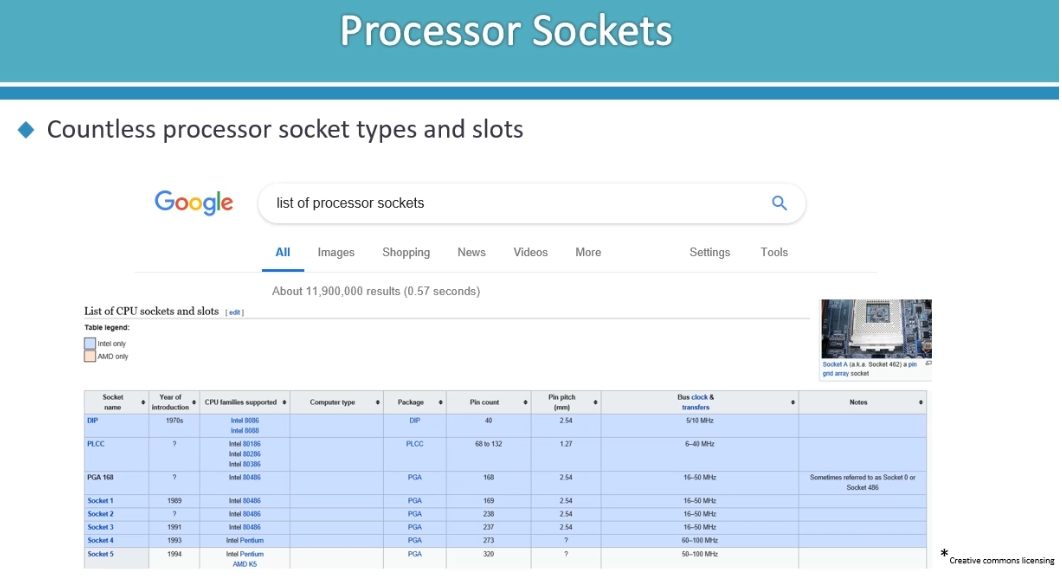 Processor Sockets
Countless processor socket types and slots
Google
list of processor sockets
All Images Shopping News Videos More Settings Tools
About 11,900,000 results (0.57 seconds)
List of CPU sockets and slots [ edit ]
Table legend:
Intel only
AMD only
Socket A (a.k.a. Socket 462) a pin
grid array socket
Socket name Year of introduction CPU families supported Computer type Package Pin count Pin pitch (mm) Bus clock & transfers Notes
DIP 1970s Intel 8086 DIP 40 2.54 5/10 MHz
Intel 8088
PLCC ? Intel 80186 PLCC 68 to 132 1.27 6–40 MHz
Intel 80286
Intel 80386
PGA 168 ? Intel 80486 PGA 168 2.54 16–50 MHz Sometimes referred to as Socket 0 or
Socket 486
Socket 1 1989 Intel 80486 PGA 169 2.54 16–50 MHz
Socket 2 ? Intel 80486 PGA 238 2.54 16–50 MHz
Socket 3 1991 Intel 80486 PGA 237 2.54 16–50 MHz
Socket 4 1993 Intel Pentium PGA 273 ? 60–100 MHz
Socket 5 1994 Intel Pentium PGA 320 ? 50–100 MHz
AMD K5
* Creative commons licensing